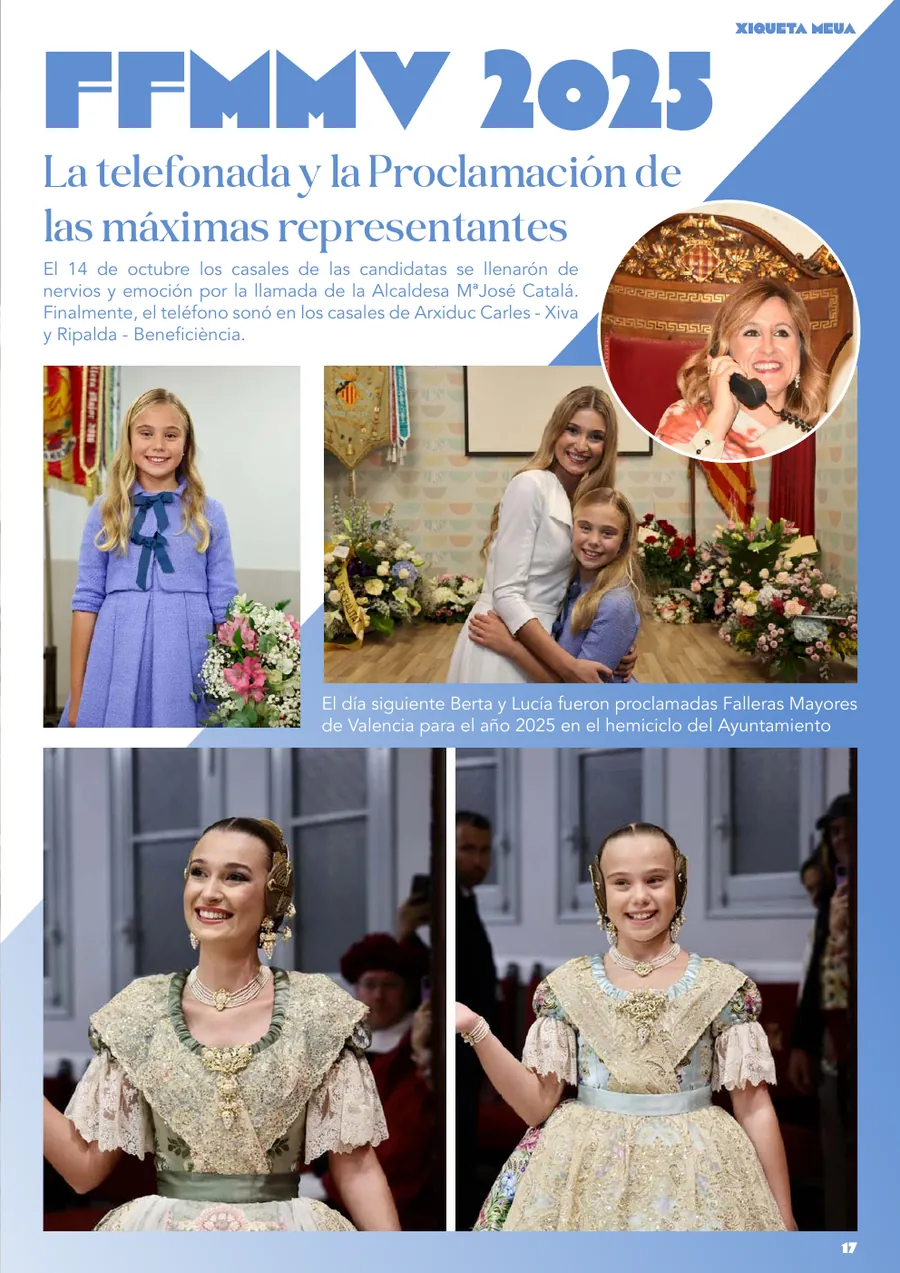 XIQUETA MEUA
FFMMV 2025
La telefonada y la Proclamación de
las máximas representantes
El 14 de octubre los casales de las candidatas se llenarón de
nervios y emoción por la llamada de la Alcaldesa MªJosé Catalá.
Finalmente, el teléfono sonó en los casales de Arxiduc Carles - Xiva
y Ripalda - Beneficiència.
El día siguiente Berta y Lucía fueron proclamadas Falleras Mayores
de Valencia para el año 2025 en el hemiciclo del Ayuntamiento
17